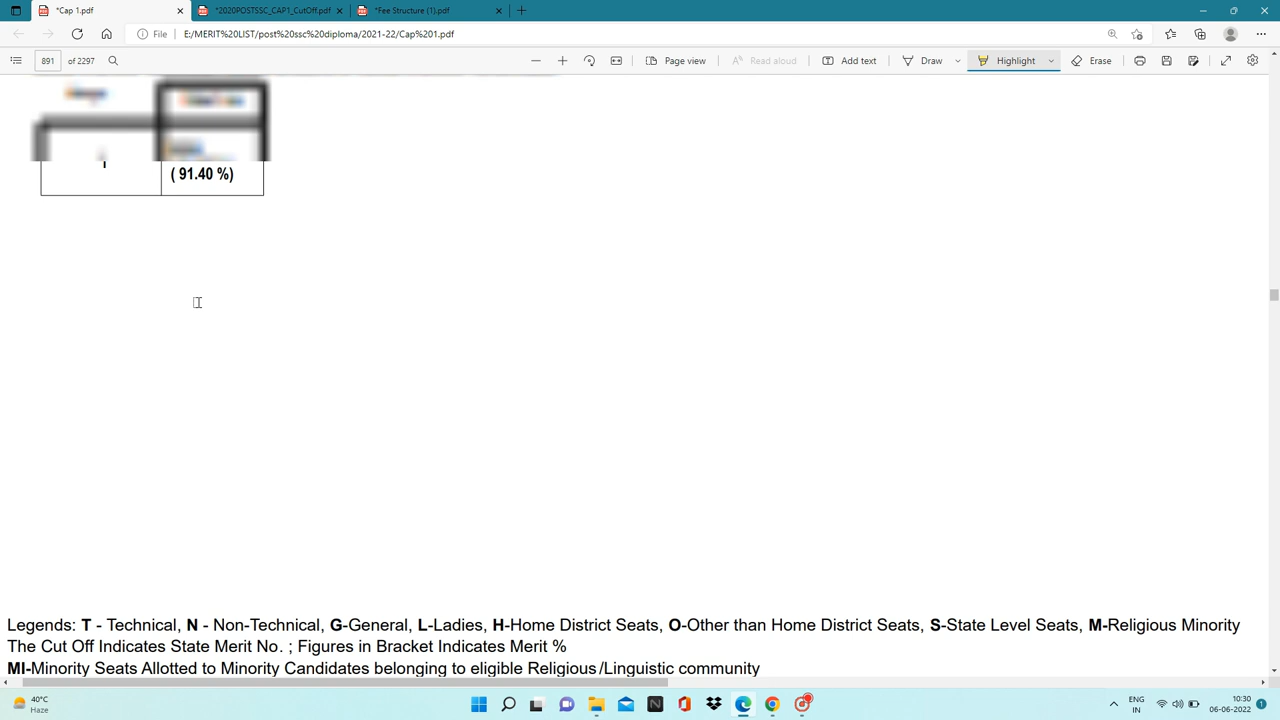 *Cap 1.pdf
*2020POSTSSC_CAP1_CutOff.pdf
*Fee Structure (1).pdf
File
E:/MERIT%20LIST/post%20ssc%20diploma/2021-22/Cap%201.pdf
891 of 2297
Page view
Read aloud
Add text
Draw
Highlight
Erase
I
( 91.40 %)
Legends: T - Technical, N - Non-Technical, G-General, L-Ladies, H-Home District Seats, O-Other than Home District Seats, S-State Level Seats, M-Religious Minority
The Cut Off Indicates State Merit No. ; Figures in Bracket Indicates Merit %
MI-Minority Seats Allotted to Minority Candidates belonging to eligible Religious/Linguistic community
40°C
Haze
ENG
IN
10:30
06-06-2022
1